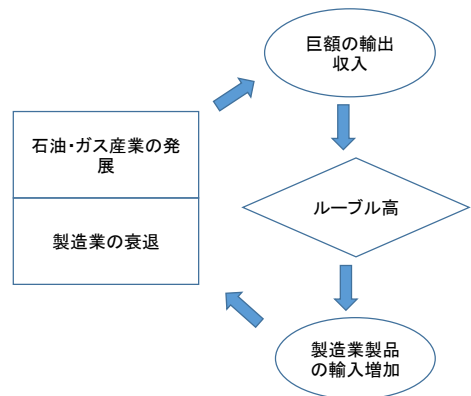 巨額の輸出
収入
石油・ガス産業の発
展
ルーブル高
製造業の衰退
製造業製品
の輸入増加